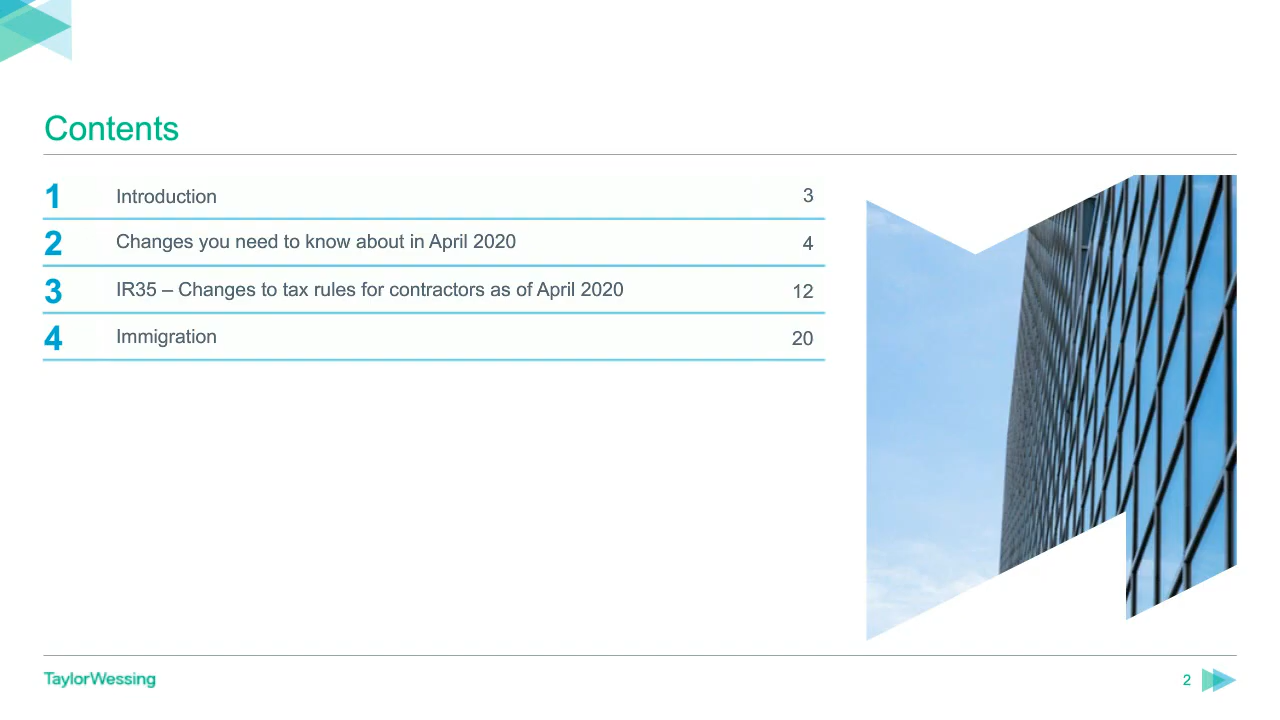 Contents
1 Introduction 3
2 Changes you need to know about in April 2020 4
3 IR35 – Changes to tax rules for contractors as of April 2020 12
4 Immigration 20
TaylorWessing 2